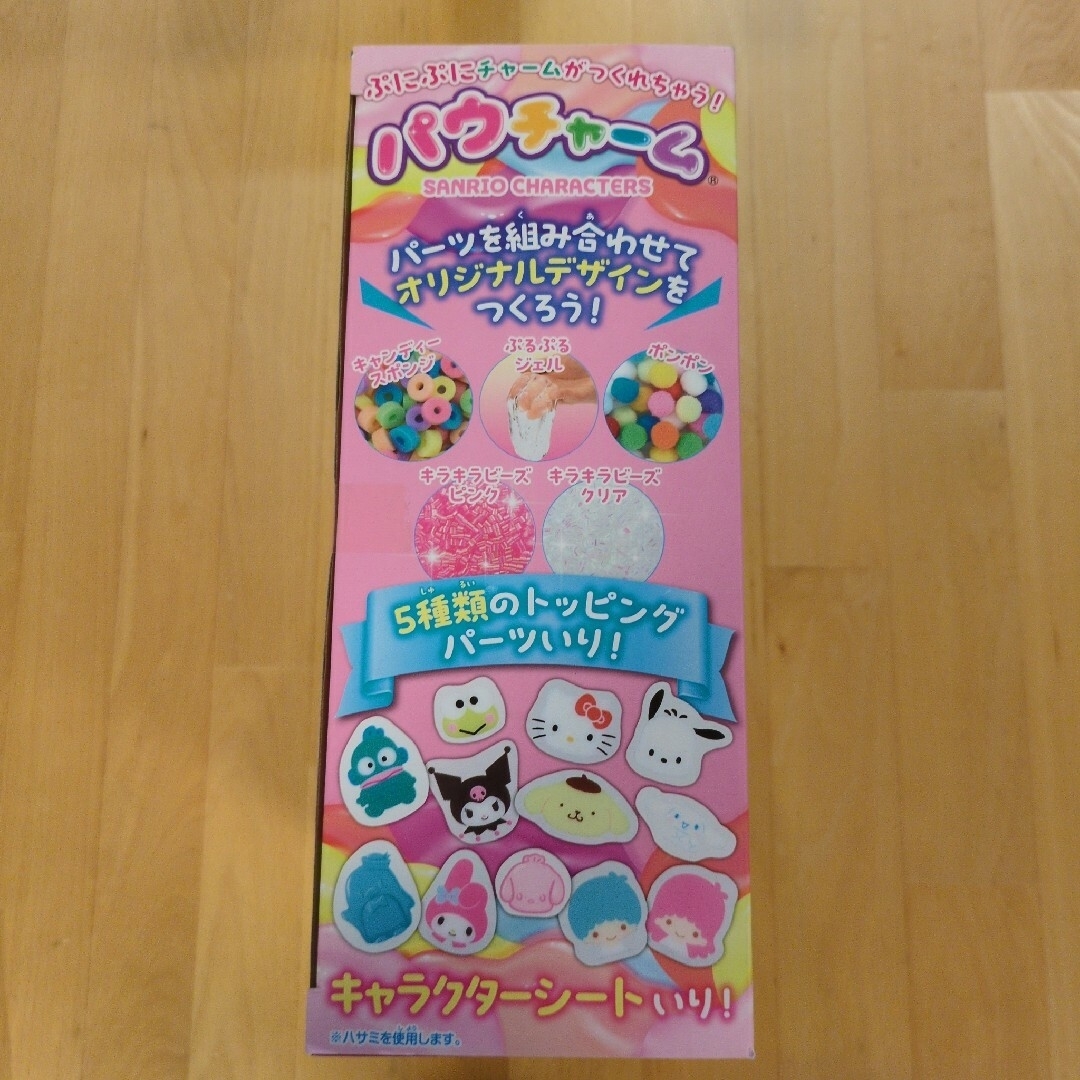 ぷにぷにチャームがつくれちゃう!
パウチャーム®
SANRIO CHARACTERS
パーツを組み合わせて
オリジナルデザインを
つくろう!
キャンディー
スポンジ
ぷるぷる
ジェル
ポンポン
キラキラビーズ
ピンク
キラキラビーズ
クリア
5種類のトッピング
パーツいり!
キャラクターシートいり!
※ハサミを使用します。